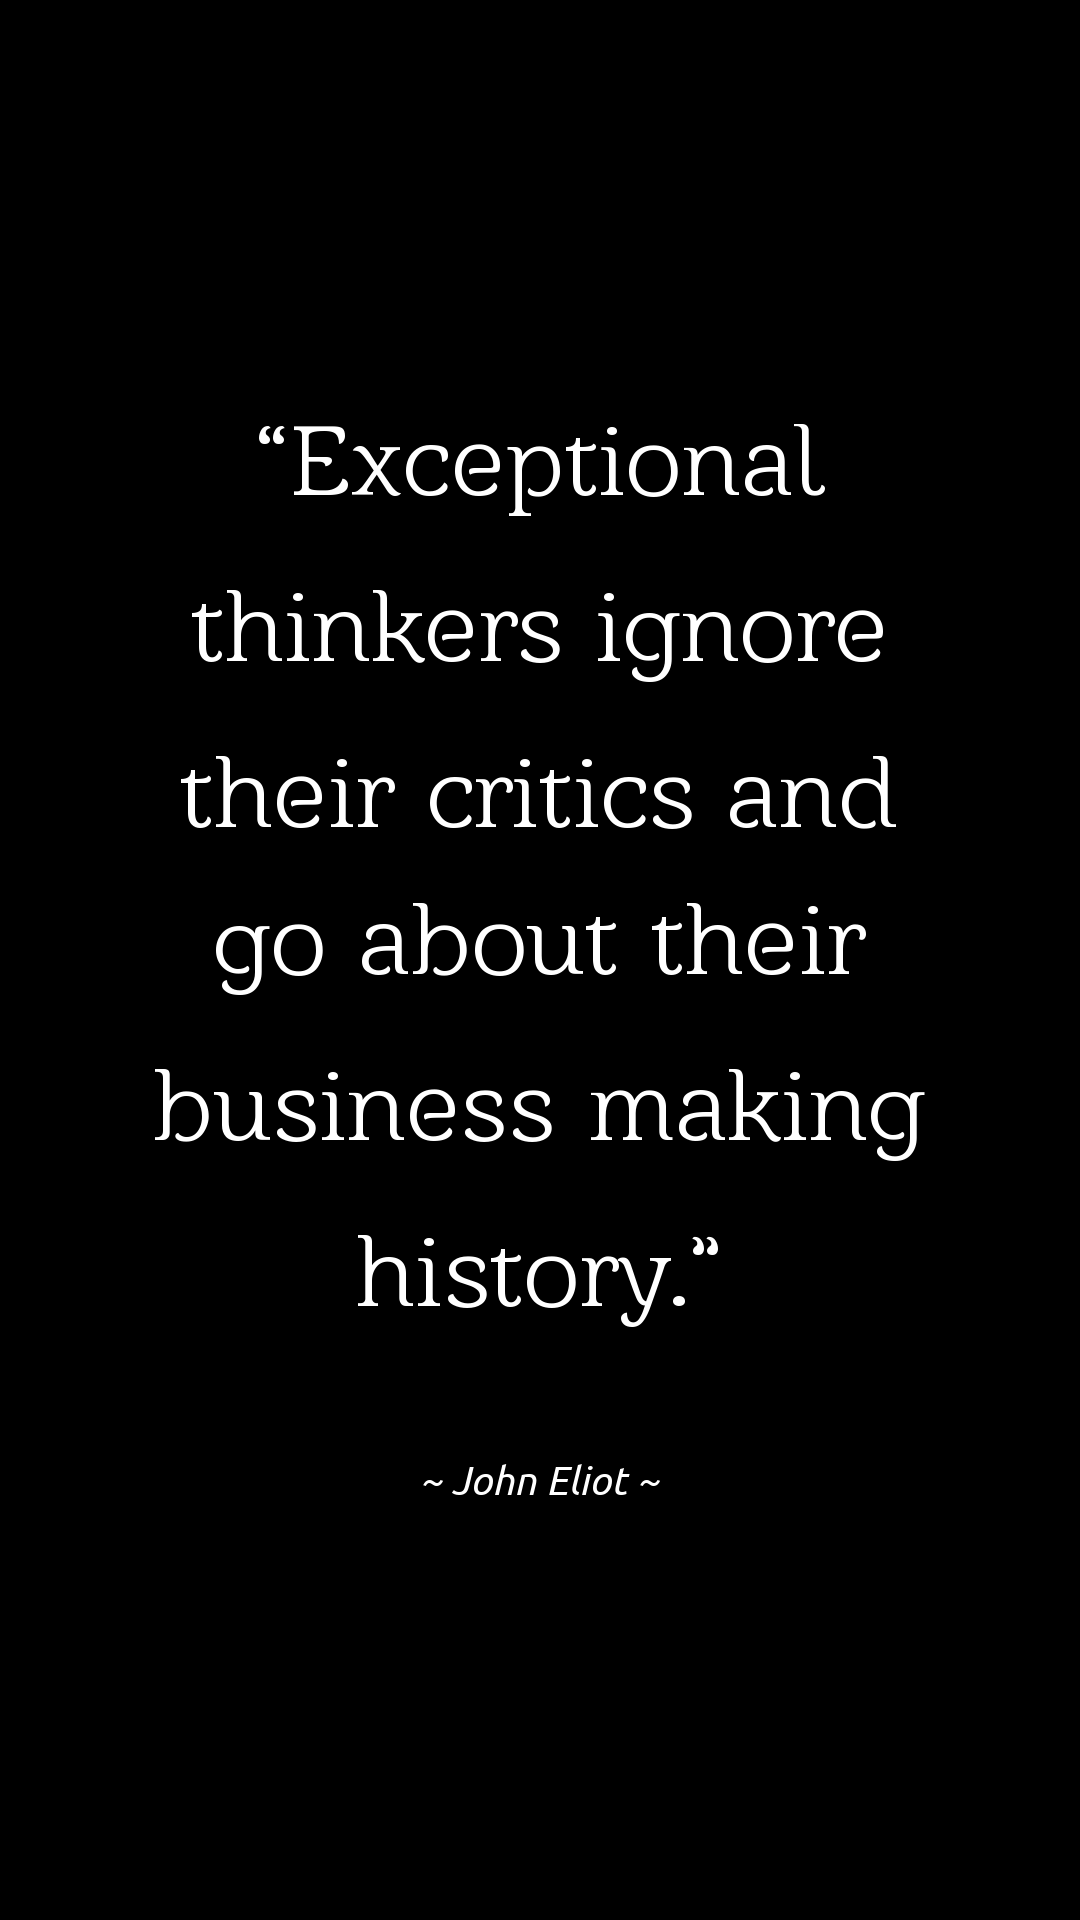 “Exceptional
thinkers ignore
their critics and
go about their
business making
history.”
~ John Eliot ~